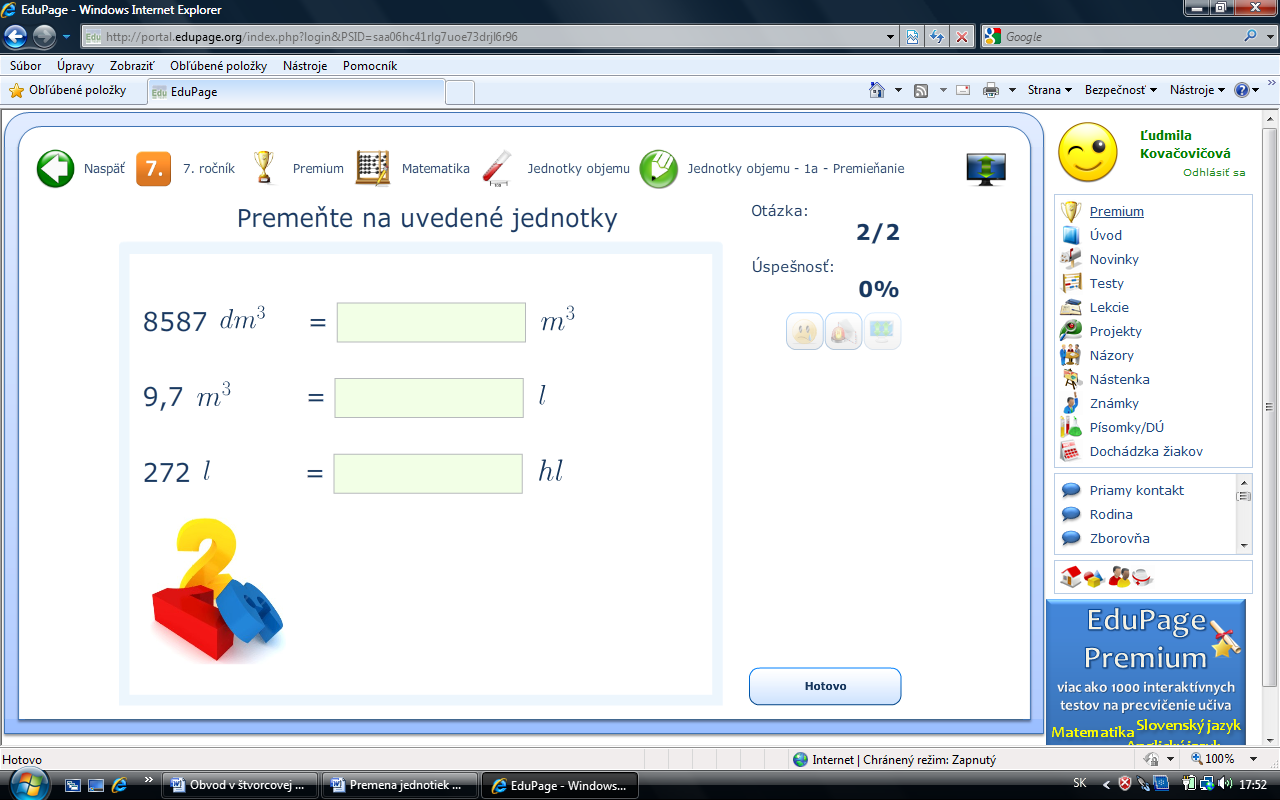 EduPage - Windows Internet Explorer
http://portal.edupage.org/index.php?login&PSID=saa06hc41rlg7uoe73drjl6r96
Google
Súbor Úpravy Zobraziť Obľúbené položky Nástroje Pomocník
Obľúbené položky
EduPage
Strana Bezpečnosť Nástroje
Naspäť
7.
7. ročník
Premium
Matematika
Jednotky objemu
Jednotky objemu - 1a - Premieňanie
Premeňte na uvedené jednotky
8587 dm³ = m³
9,7 m³ = l
272 l = hl
Otázka:
2/2
Úspešnosť:
0%
Hotovo
Ľudmila
Kovačovičová
Odhlásiť sa
Premium
Úvod
Novinky
Testy
Lekcie
Projekty
Názory
Nástenka
Známky
Písomky/DÚ
Dochádzka žiakov
Priamy kontakt
Rodina
Zborovňa
EduPage
Premium
viac ako 1000 interaktívnych
testov na precvičenie učiva
Matematika
Slovenský jazyk
Anglický jazyk
Hotovo
Internet | Chránený režim: Zapnutý
100%
Obvod v štvorcovej ...
Premena jednotiek ...
EduPage - Windows...
SK
17:52